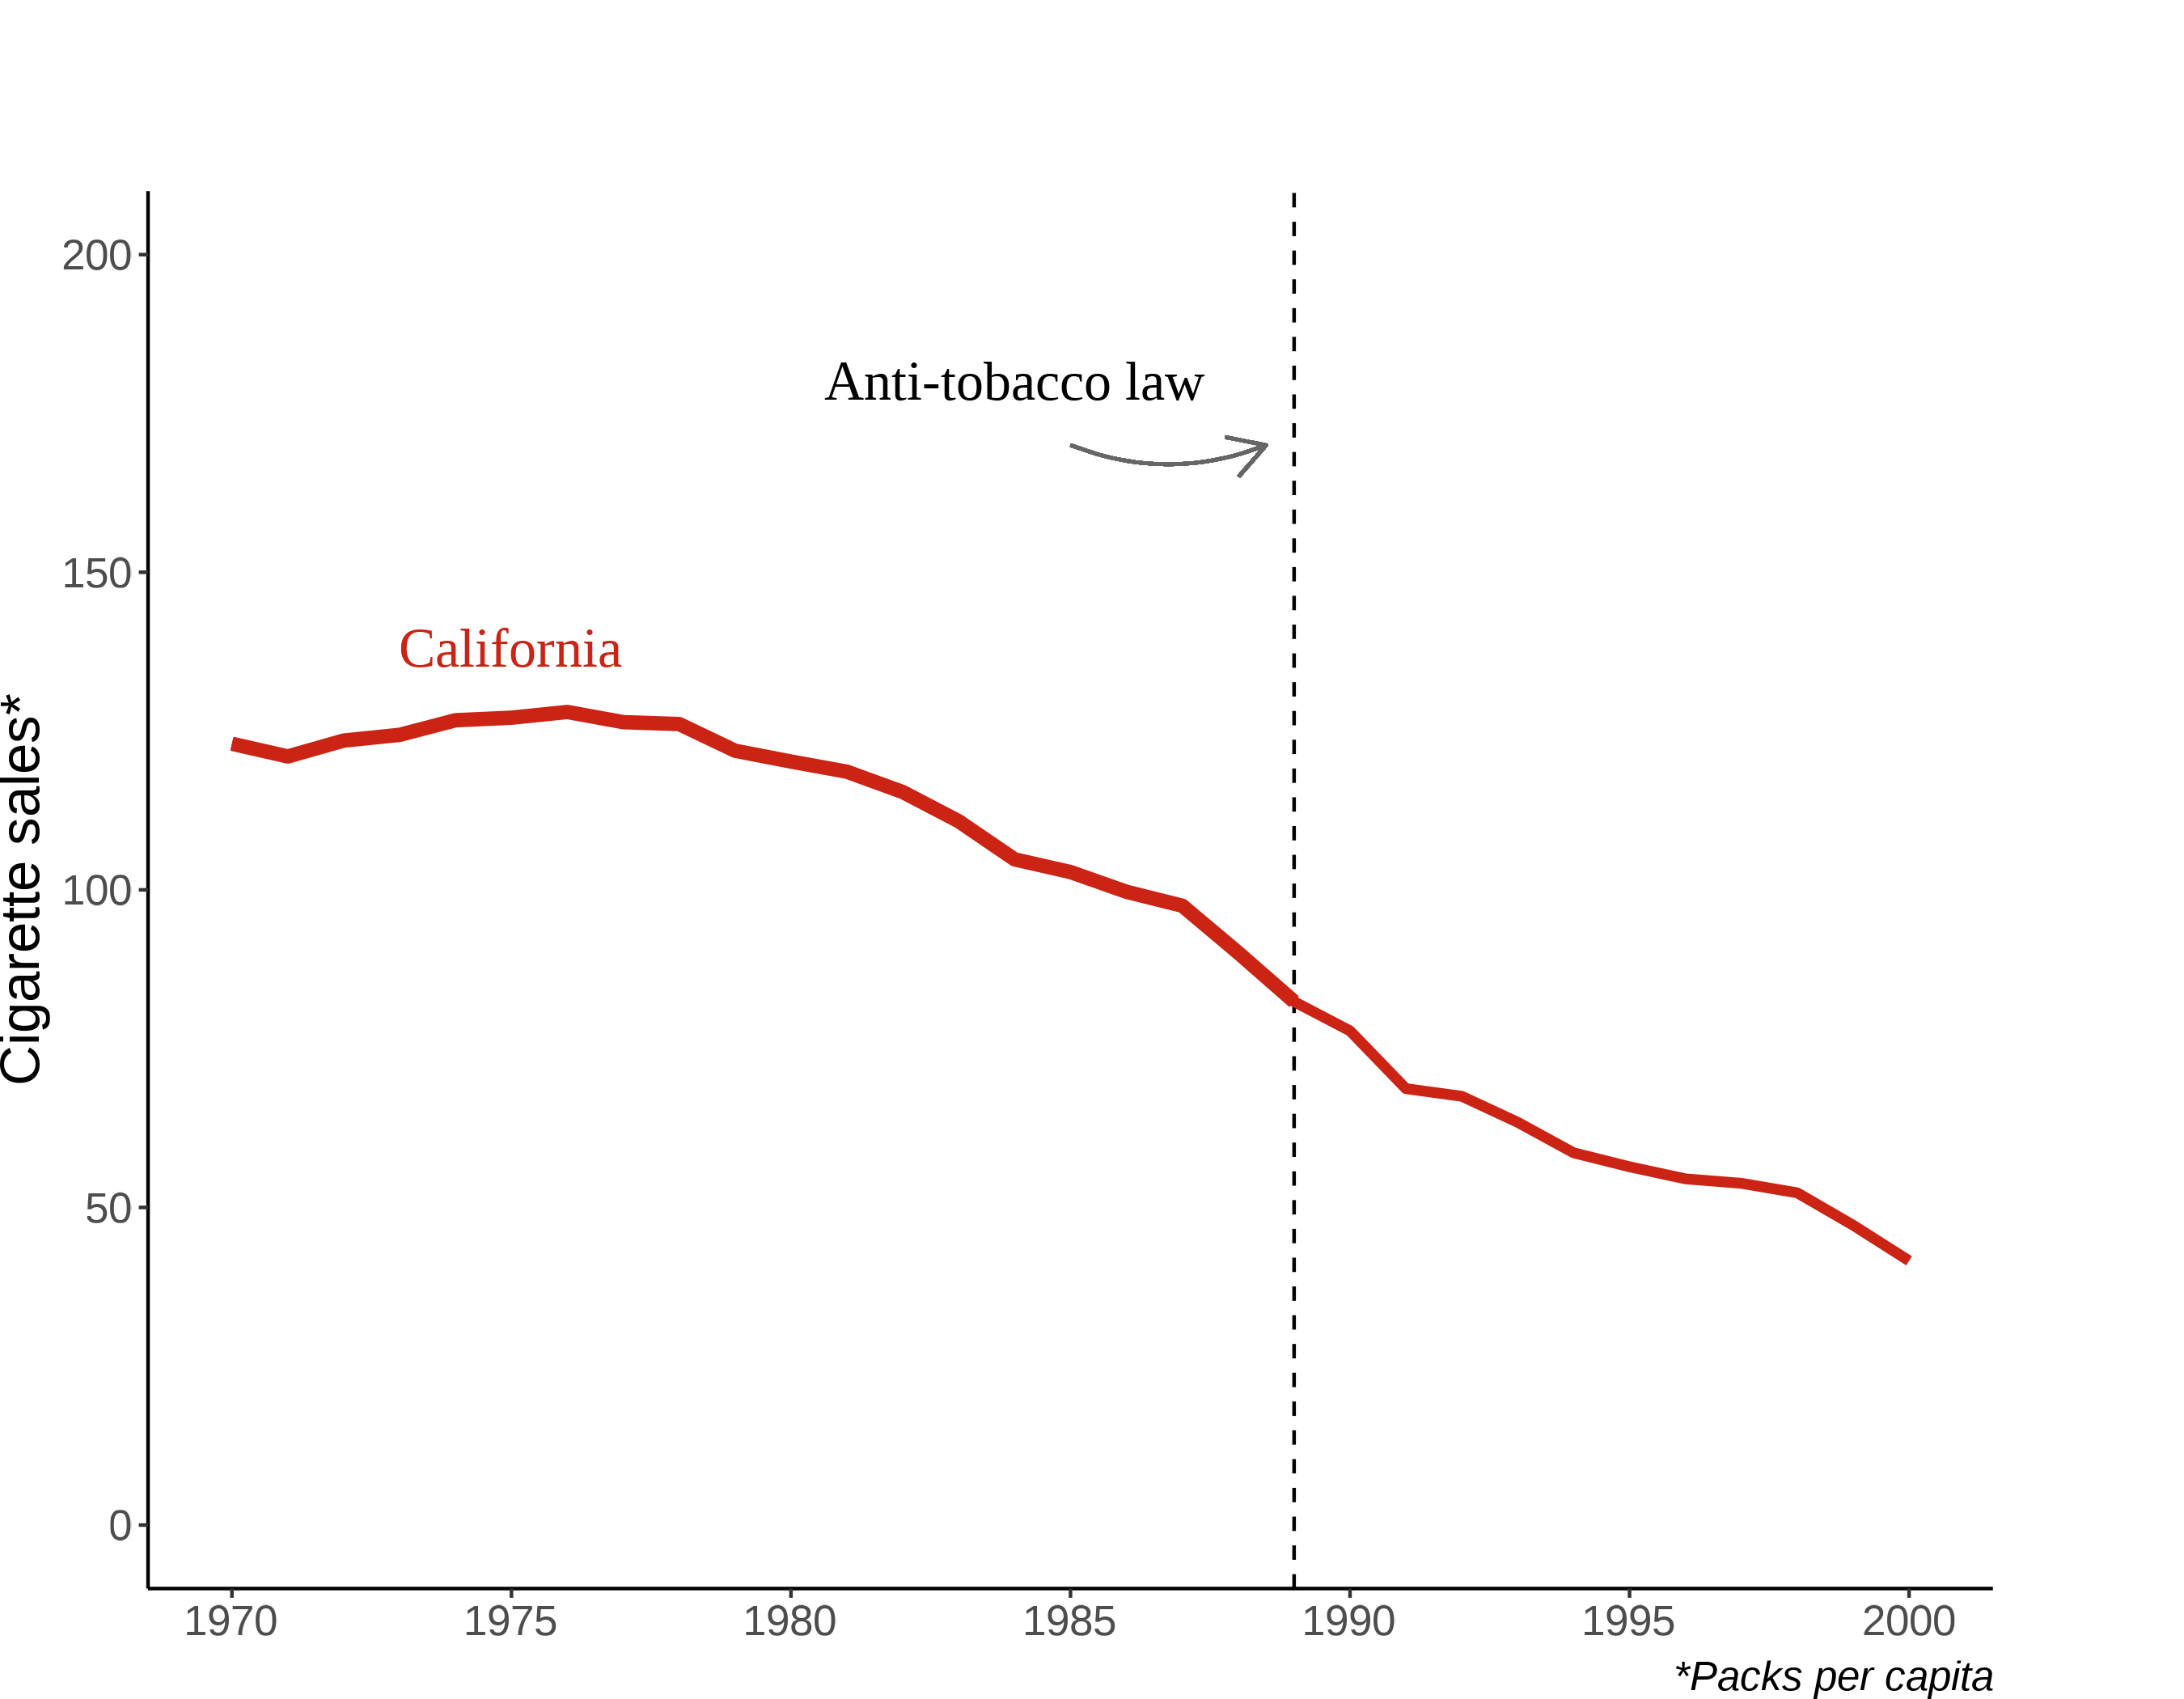 200
Anti-tobacco law
150
California
Cigarette sales*
100
50
0
1970 1975 1980 1985 1990 1995 2000
*Packs per capita